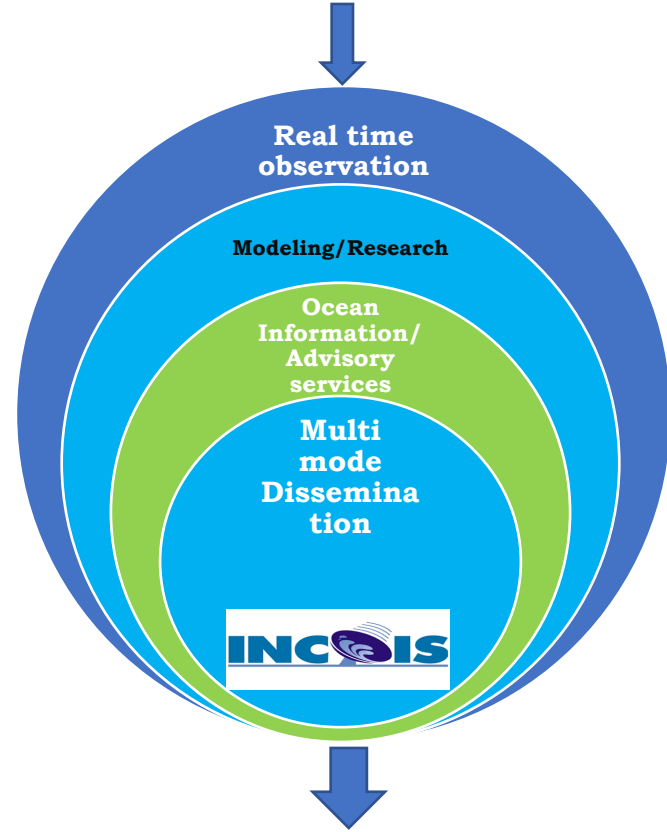 Real time
observation
Modeling/Research
Ocean
Information/
Advisory
services
Multi
mode
Dissemina
tion
INCOIS